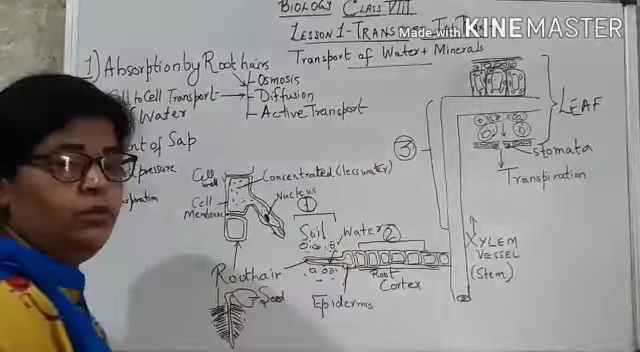 BIOLOGY CLASS VIII
LESSON 1-TRANSPORT IN
Made with KINEMASTER
Transport of Water + Minerals
1) Absorption by Root hairs
Osmosis
Cell to Cell Transport
of Water
Diffusion
Active Transport
of Sap
pressure
Cell wall
Concentrated (less water)
Nucleus
Cell Membrane
1
Soil
Water
2
3
LEAF
Stomata
Transpiration
XYLEM
VESSEL
(Stem)
Root hair
Root
Cortex
Epidermis
Seed